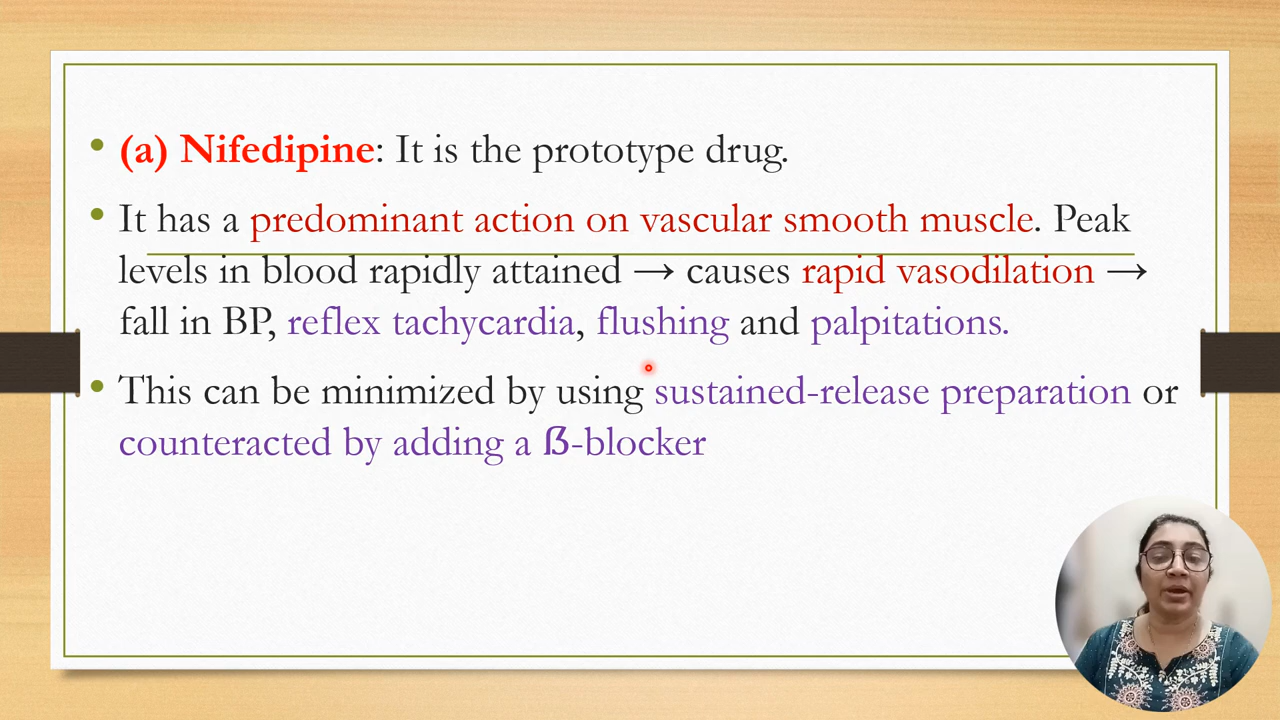 • (a) Nifedipine: It is the prototype drug.
• It has a predominant action on vascular smooth muscle. Peak
levels in blood rapidly attained → causes rapid vasodilation →
fall in BP, reflex tachycardia, flushing and palpitations.
• This can be minimized by using sustained-release preparation or
counteracted by adding a ẞ-blocker